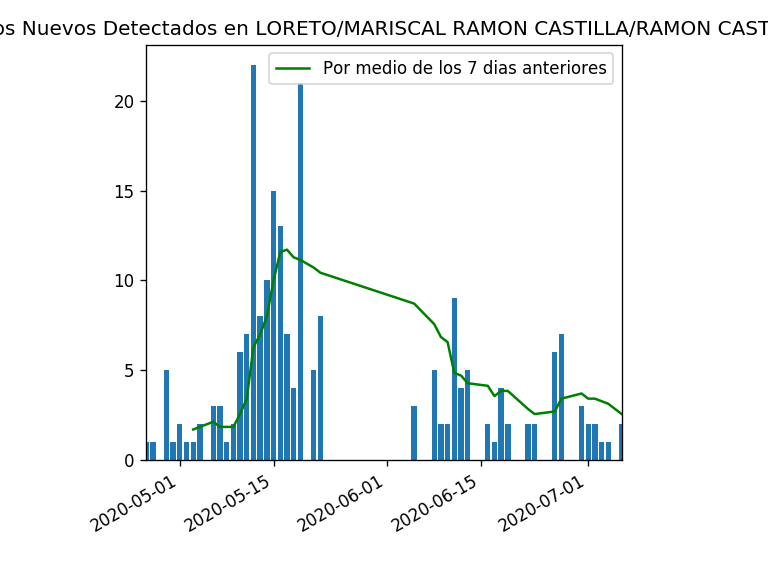 os Nuevos Detectados en LORETO/MARISCAL RAMON CASTILLA/RAMON CAST
Por medio de los 7 dias anteriores
20
15
10
5
0
2020-05-01 2020-05-15 2020-06-01 2020-06-15 2020-07-01